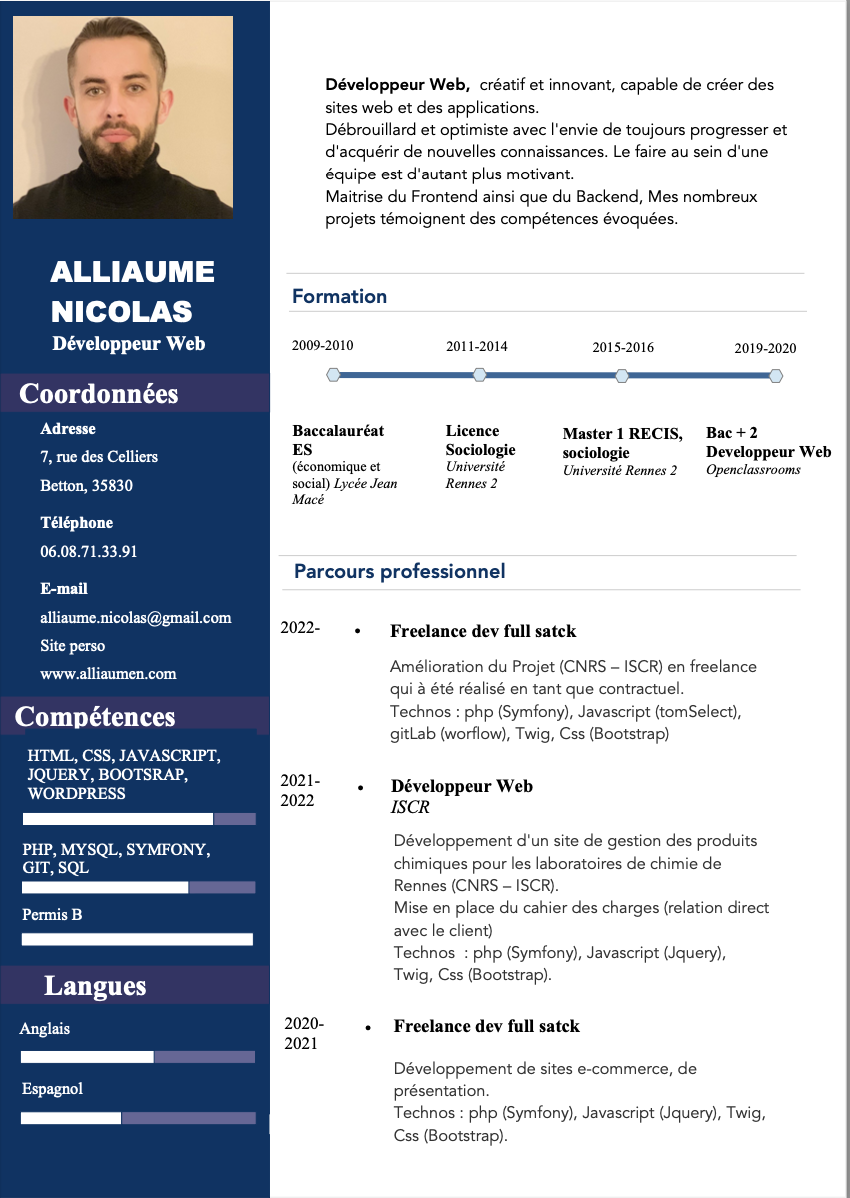 ALLIAUME
NICOLAS
Développeur Web
Coordonnées
Adresse
7, rue des Celliers
Betton, 35830
Téléphone
06.08.71.33.91
E-mail
alliaume.nicolas@gmail.com
Site perso
www.alliaumen.com
Compétences
HTML, CSS, JAVASCRIPT,
JQUERY, BOOTSRAP,
WORDPRESS
PHP, MYSQL, SYMFONY,
GIT, SQL
Permis B
Langues
Anglais
Espagnol
Développeur Web,  créatif et innovant, capable de créer des
sites web et des applications.
Débrouillard et optimiste avec l'envie de toujours progresser et
d'acquérir de nouvelles connaissances. Le faire au sein d'une
équipe est d'autant plus motivant.
Maitrise du Frontend ainsi que du Backend, Mes nombreux
projets témoignent des compétences évoquées.
Formation
2009-2010
Baccalauréat
ES
(économique et
social) Lycée Jean
Macé
2011-2014
Licence
Sociologie
Université
Rennes 2
2015-2016
Master 1 RECIS,
sociologie
Université Rennes 2
2019-2020
Bac + 2
Developpeur Web
Openclassrooms
Parcours professionnel
2022-
• Freelance dev full satck
Amélioration du Projet (CNRS – ISCR) en freelance
qui à été réalisé en tant que contractuel.
Technos : php (Symfony), Javascript (tomSelect),
gitLab (worflow), Twig, Css (Bootstrap)
2021-
2022
• Développeur Web
ISCR
Développement d'un site de gestion des produits
chimiques pour les laboratoires de chimie de
Rennes (CNRS – ISCR).
Mise en place du cahier des charges (relation direct
avec le client)
Technos  : php (Symfony), Javascript (Jquery),
Twig, Css (Bootstrap).
2020-
2021
• Freelance dev full satck
Développement de sites e-commerce, de
présentation.
Technos : php (Symfony), Javascript (Jquery), Twig,
Css (Bootstrap).